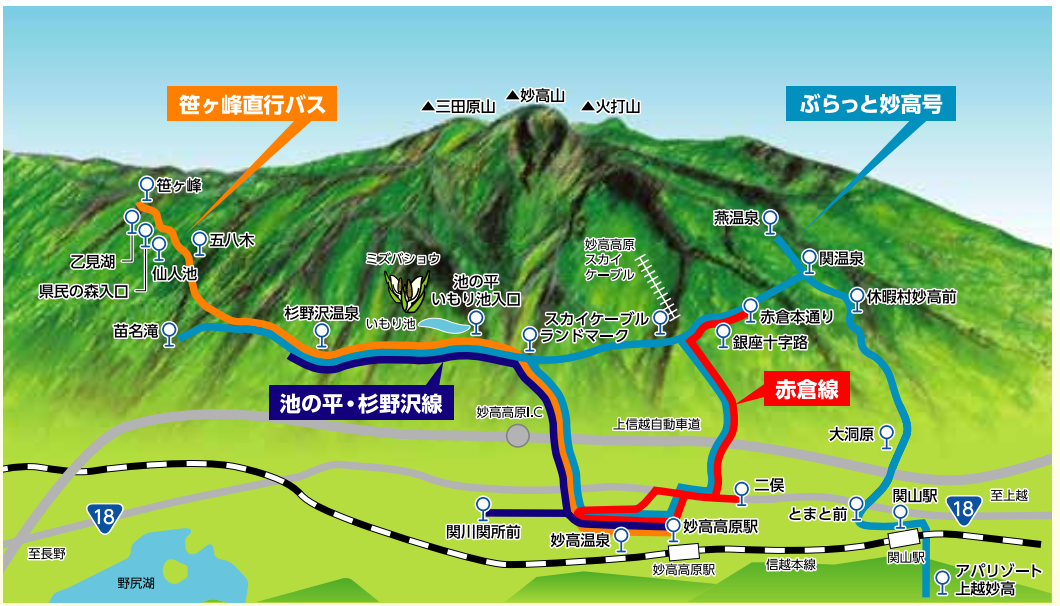 ▲三田原山
▲妙高山
▲火打山
笹ヶ峰直行バス
ぶらっと妙高号
笹ヶ峰
乙見湖
県民の森入口
仙人池
五八木
苗名滝
杉野沢温泉
ミズバショウ
いもり池
池の平
いもり池入口
妙高高原
スカイ
ケーブル
スカイケーブル
ランドマーク
燕温泉
関温泉
休暇村妙高前
赤倉本通り
銀座十字路
池の平・杉野沢線
赤倉線
妙高高原I.C
上信越自動車道
大洞原
二俣
とまと前
関山駅
18
至上越
18
至長野
野尻湖
関川関所前
妙高温泉
妙高高原駅
妙高高原駅
信越本線
関山駅
アパリゾート
上越妙高